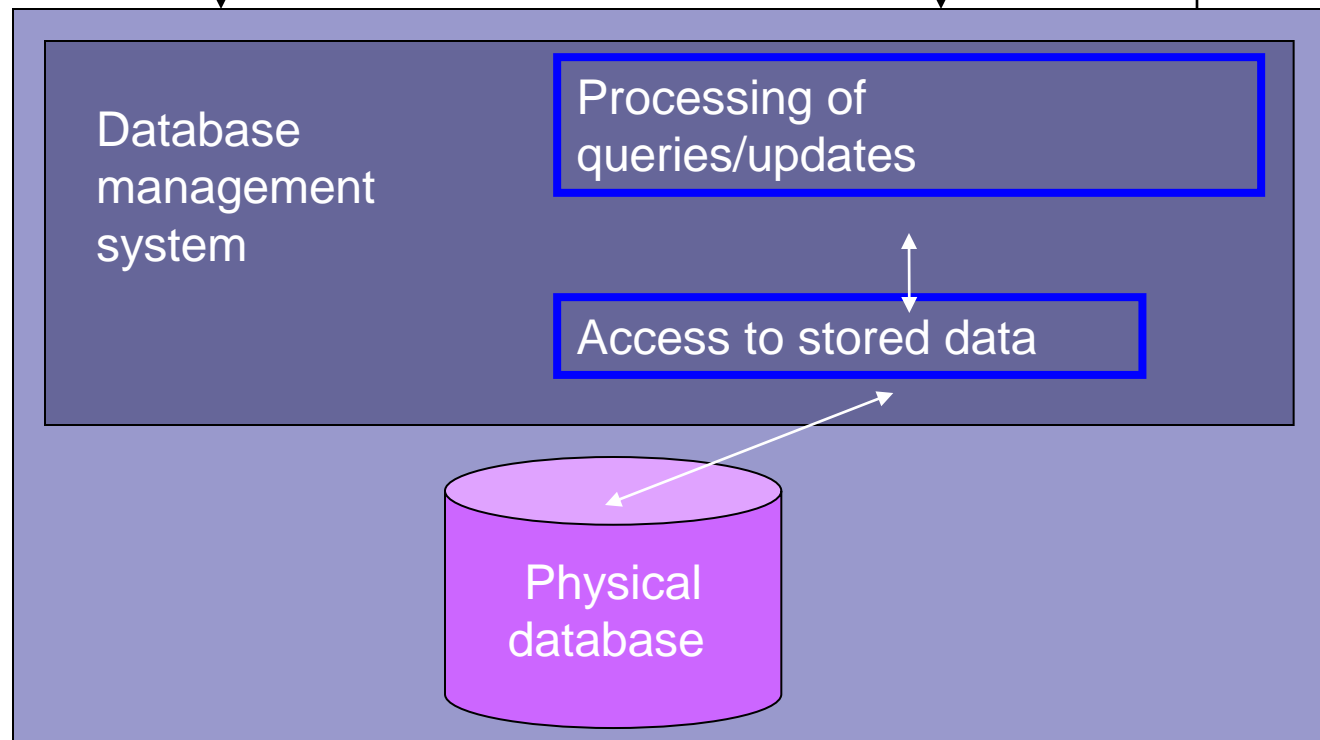 Database
management
system
Processing of
queries/updates
Access to stored data
Physical
database